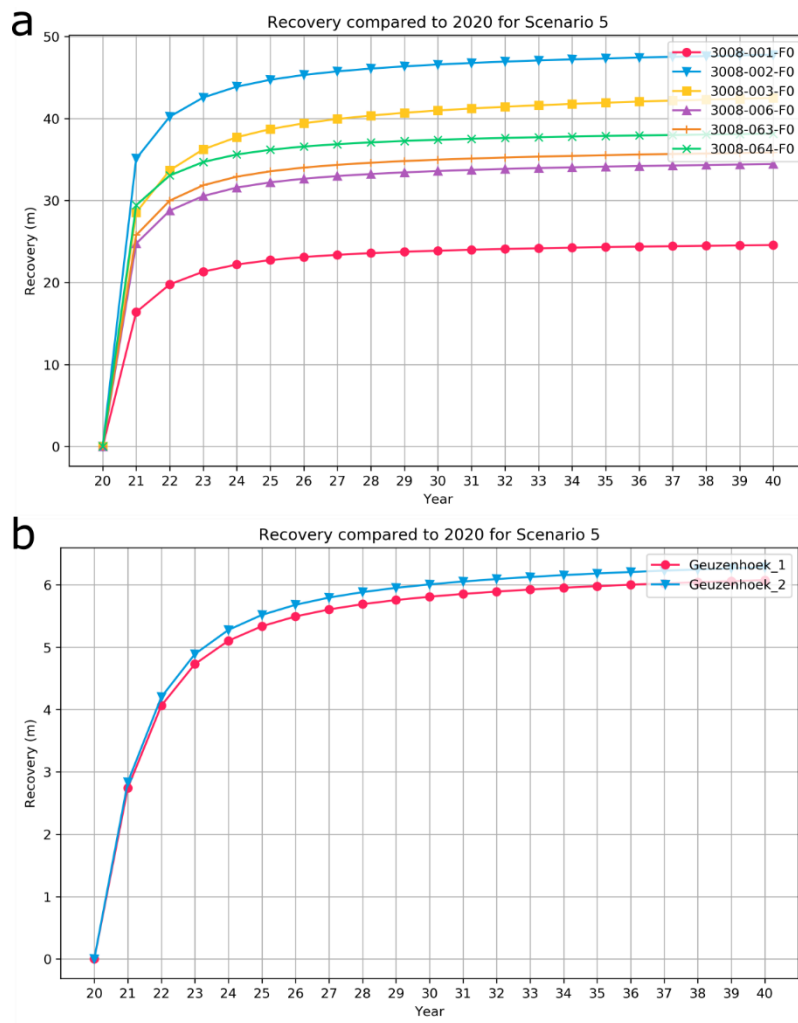 a
Recovery compared to 2020 for Scenario 5
50
40
30
20
10
0
Recovery (m)
3008-001-F0
3008-002-F0
3008-003-F0
3008-006-F0
3008-063-F0
3008-064-F0
20 21 22 23 24 25 26 27 28 29 30 31 32 33 34 35 36 37 38 39 40
Year
b
Recovery compared to 2020 for Scenario 5
6
5
4
3
2
1
0
Recovery (m)
Geuzenhoek_1
Geuzenhoek_2
20 21 22 23 24 25 26 27 28 29 30 31 32 33 34 35 36 37 38 39 40
Year